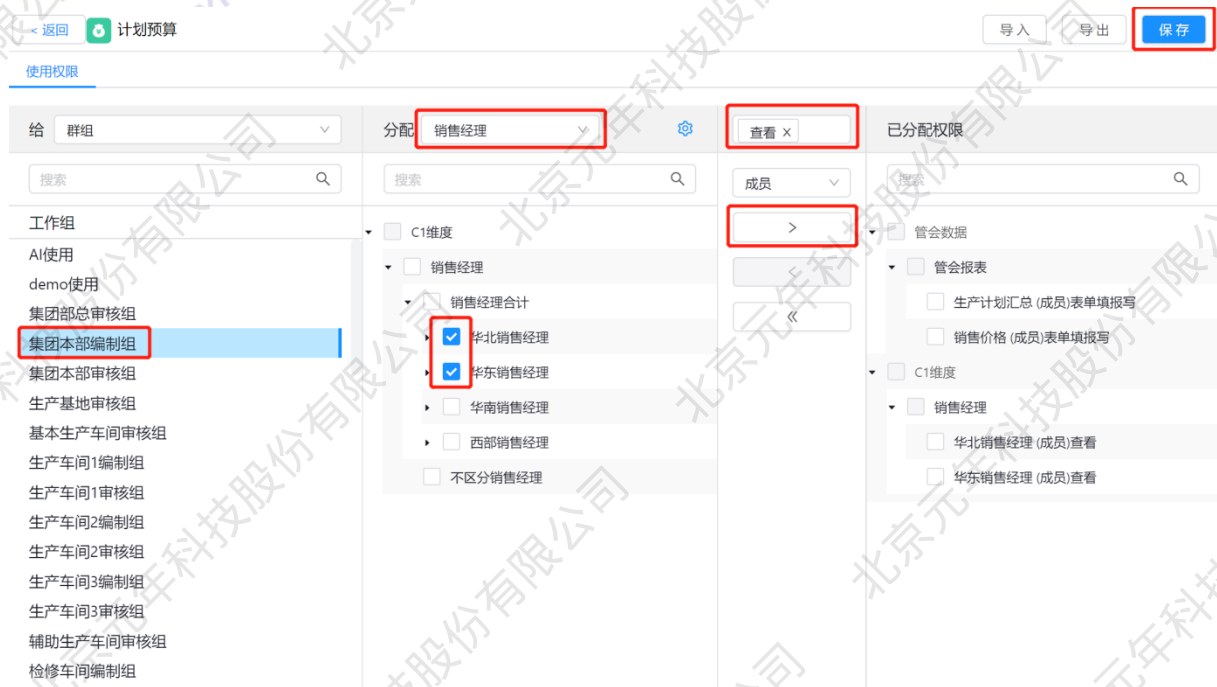 < 返回 计划预算 导入 导出 保存
使用权限
给 群组 分配 销售经理 查看 x 已分配权限
搜索 搜索 成员 搜索
工作组
AI使用
demo使用
集团部总审核组
集团本部编制组
集团本部审核组
生产基地审核组
基本生产车间审核组
生产车间1编制组
生产车间1审核组
生产车间2编制组
生产车间2审核组
生产车间3编制组
生产车间3审核组
辅助生产车间审核组
检修车间编制组
C1维度
销售经理
销售经理合计
华北销售经理
华东销售经理
华南销售经理
西部销售经理
不区分销售经理
>
<
«
管会数据
管会报表
生产计划汇总 (成员)表单填报写
销售价格 (成员)表单填报写
C1维度
销售经理
华北销售经理 (成员)查看
华东销售经理 (成员)查看
北京元年科技股份有限公司